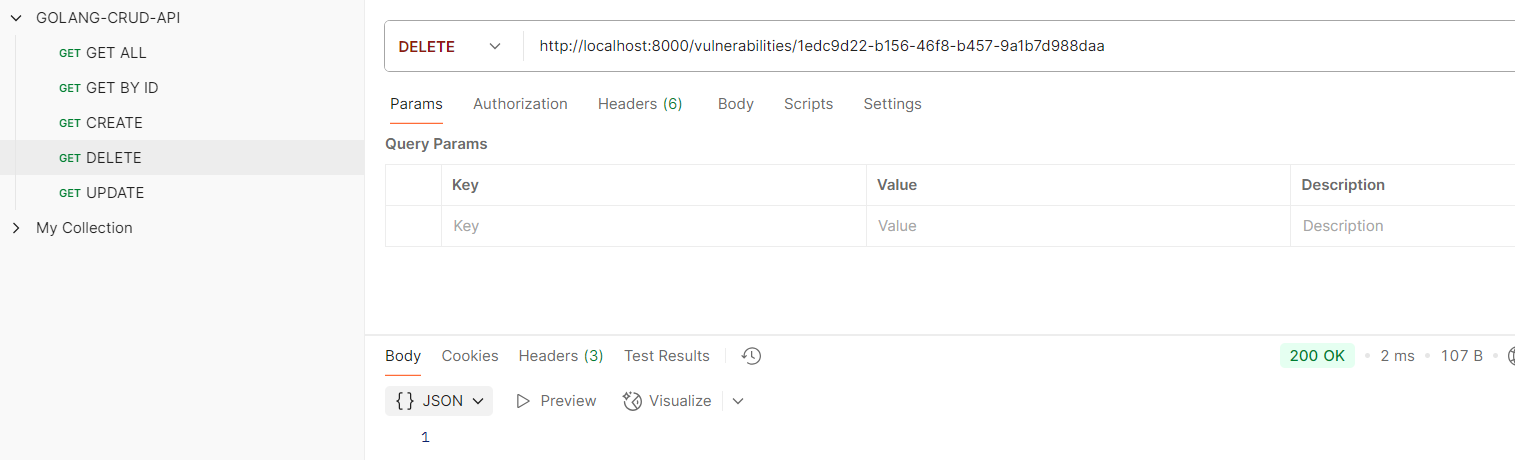 GOLANG-CRUD-API
GET GET ALL
GET GET BY ID
GET CREATE
GET DELETE
GET UPDATE
My Collection
DELETE http://localhost:8000/vulnerabilities/1edc9d22-b156-46f8-b457-9a1b7d988daa
Params Authorization Headers (6) Body Scripts Settings
Query Params
Key Value Description
Key Value Description
Body Cookies Headers (3) Test Results 200 OK • 2 ms • 107 B •
{} JSON Preview Visualize
1